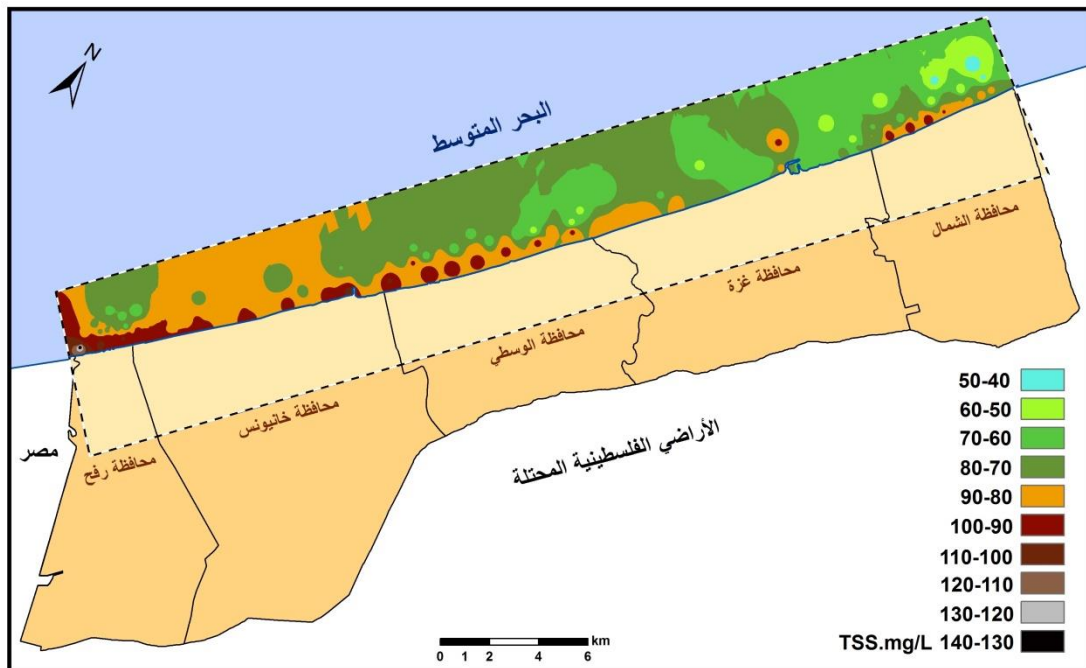 N
البحر المتوسط
محافظة الشمال
محافظة غزة
محافظة الوسطي
محافظة خانيونس
محافظة رفح
مصر
الأراضي الفلسطينية المحتلة
50-40
60-50
70-60
80-70
90-80
100-90
110-100
120-110
130-120
TSS.mg/L 140-130
km
0 1 2 4 6